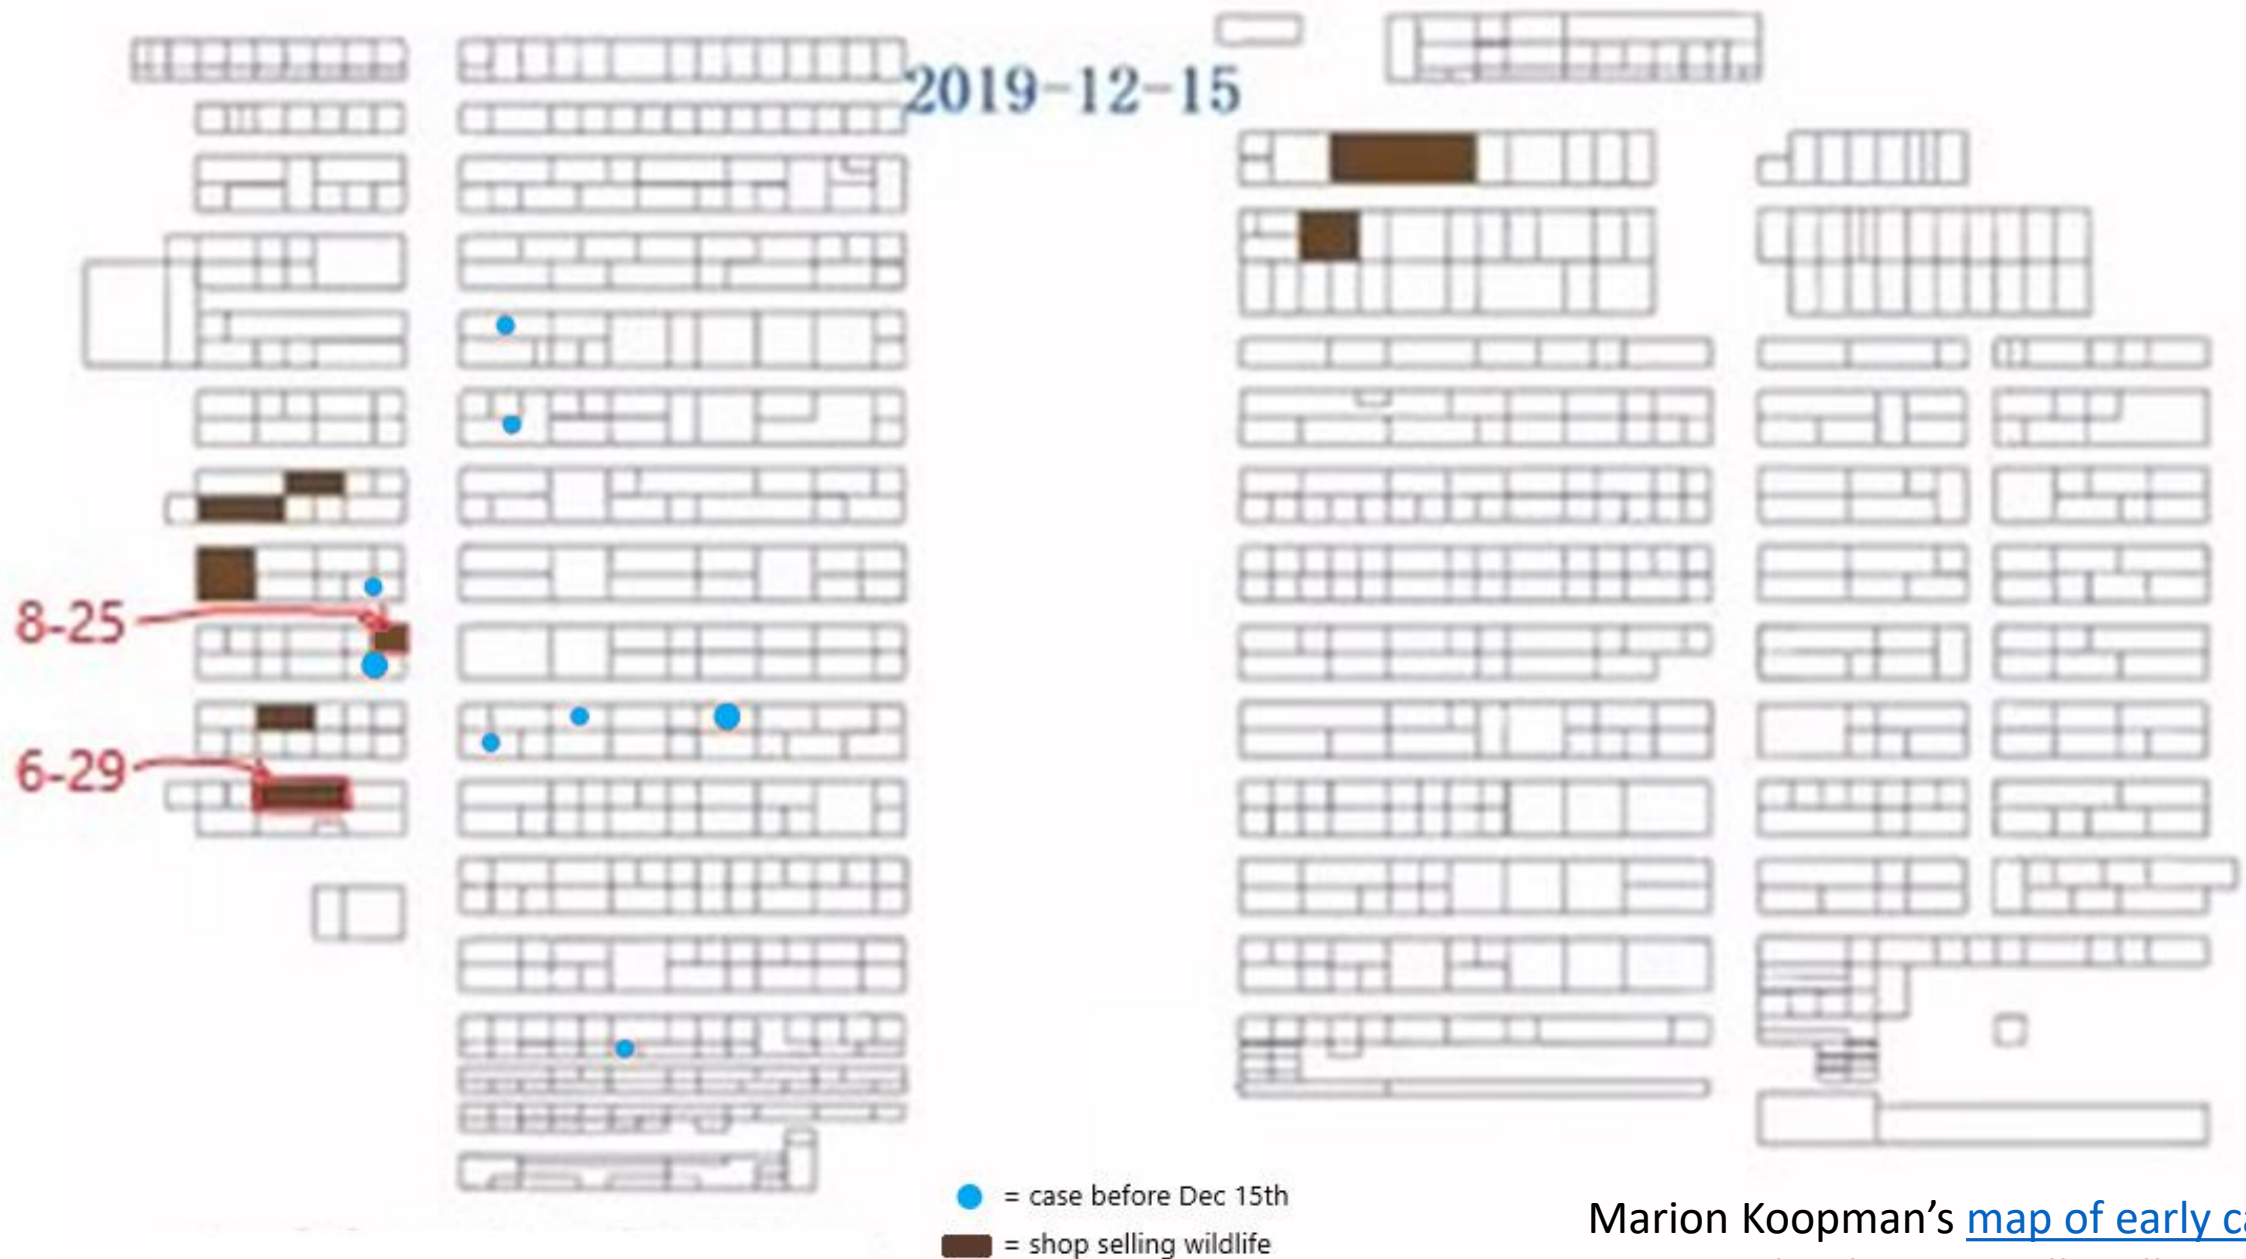 2019-12-15
8-25
6-29
= case before Dec 15th
= shop selling wildlife
Marion Koopman’s map of early